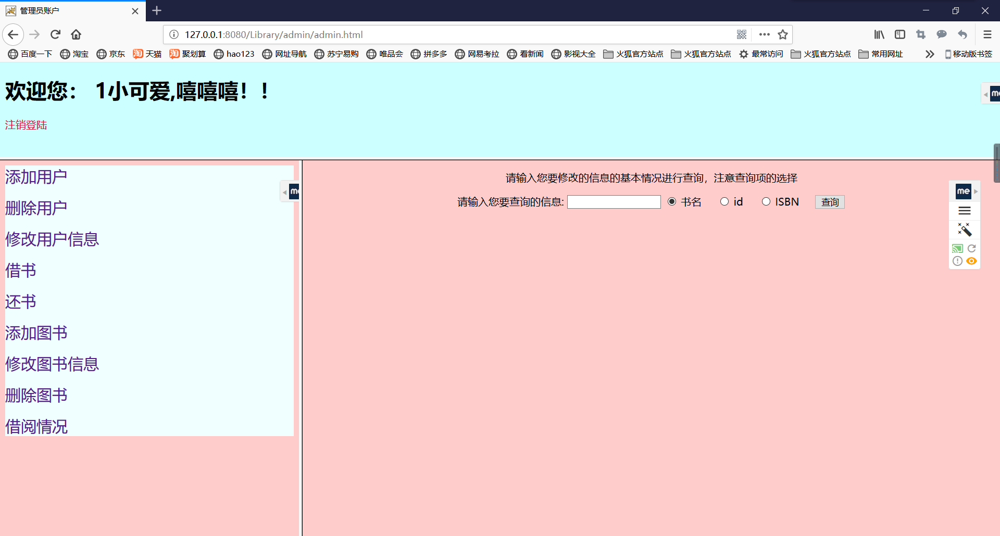 管理员账户
127.0.0.1:8080/Library/admin/admin.html
百度一下 淘宝 京东 天猫 聚划算 hao123 网址导航 苏宁易购 唯品会 拼多多 网易考拉 看新闻 影视大全 火狐官方站点 火狐官方站点 最常访问 火狐官方站点 常用网址 移动版书签
欢迎您： 1小可爱,嘻嘻嘻！！
注销登陆
添加用户
删除用户
修改用户信息
借书
还书
添加图书
修改图书信息
删除图书
借阅情况
请输入您要修改的信息的基本情况进行查询，注意查询项的选择
请输入您要查询的信息: 书名 id ISBN 查询
me